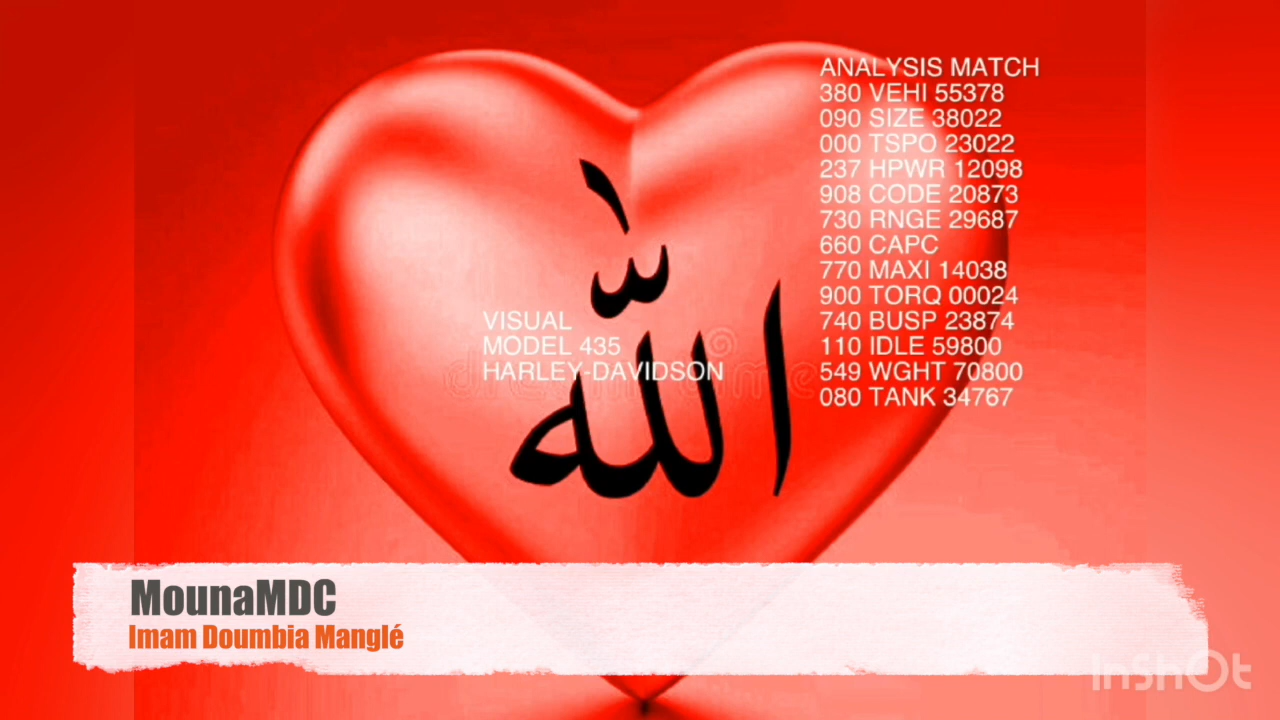 ANALYSIS MATCH
380 VEHI 55378
090 SIZE 38022
000 TSPO 23022
237 HPWR 12098
908 CODE 20873
730 RNGE 29687
660 CAPC
770 MAXI 14038
900 TORQ 00024
740 BUSP 23874
110 IDLE 59800
549 WGHT 70800
080 TANK 34767
VISUAL
MODEL 435
HARLEY-DAVIDSON
الله
MounaMDC
Imam Doumbia Manglé
InShOt